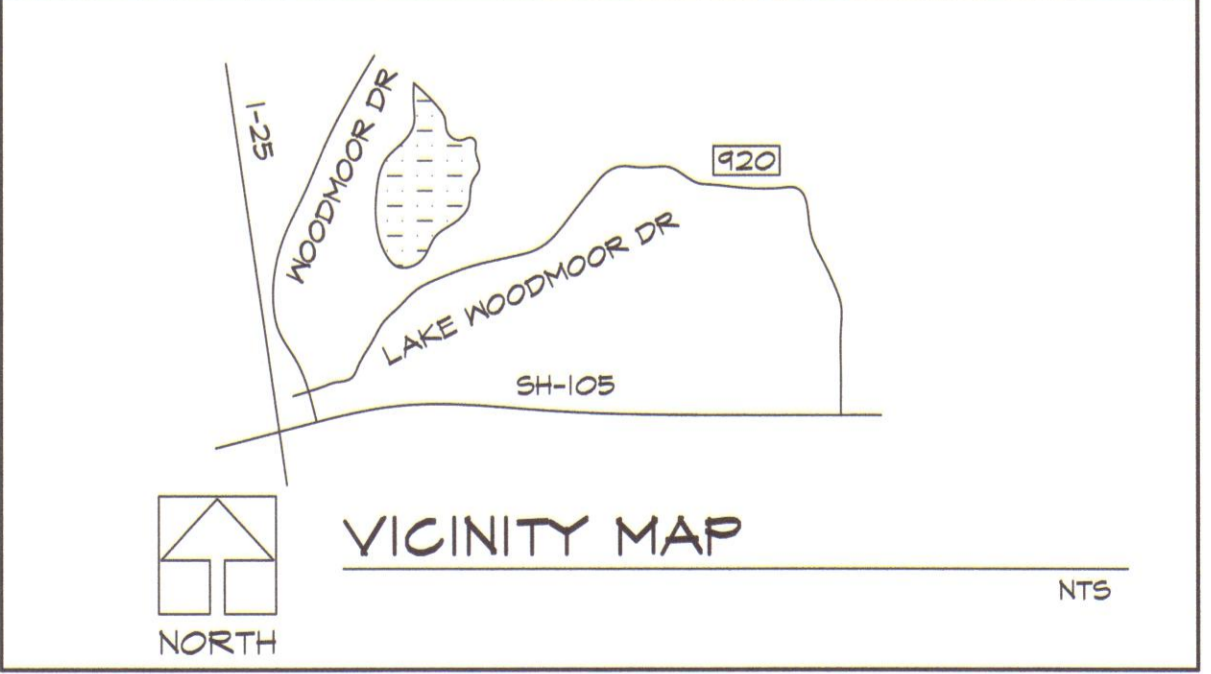 I-25
WOODMOOR DR
920
LAKE WOODMOOR DR
SH-105
VICINITY MAP
NTS
NORTH